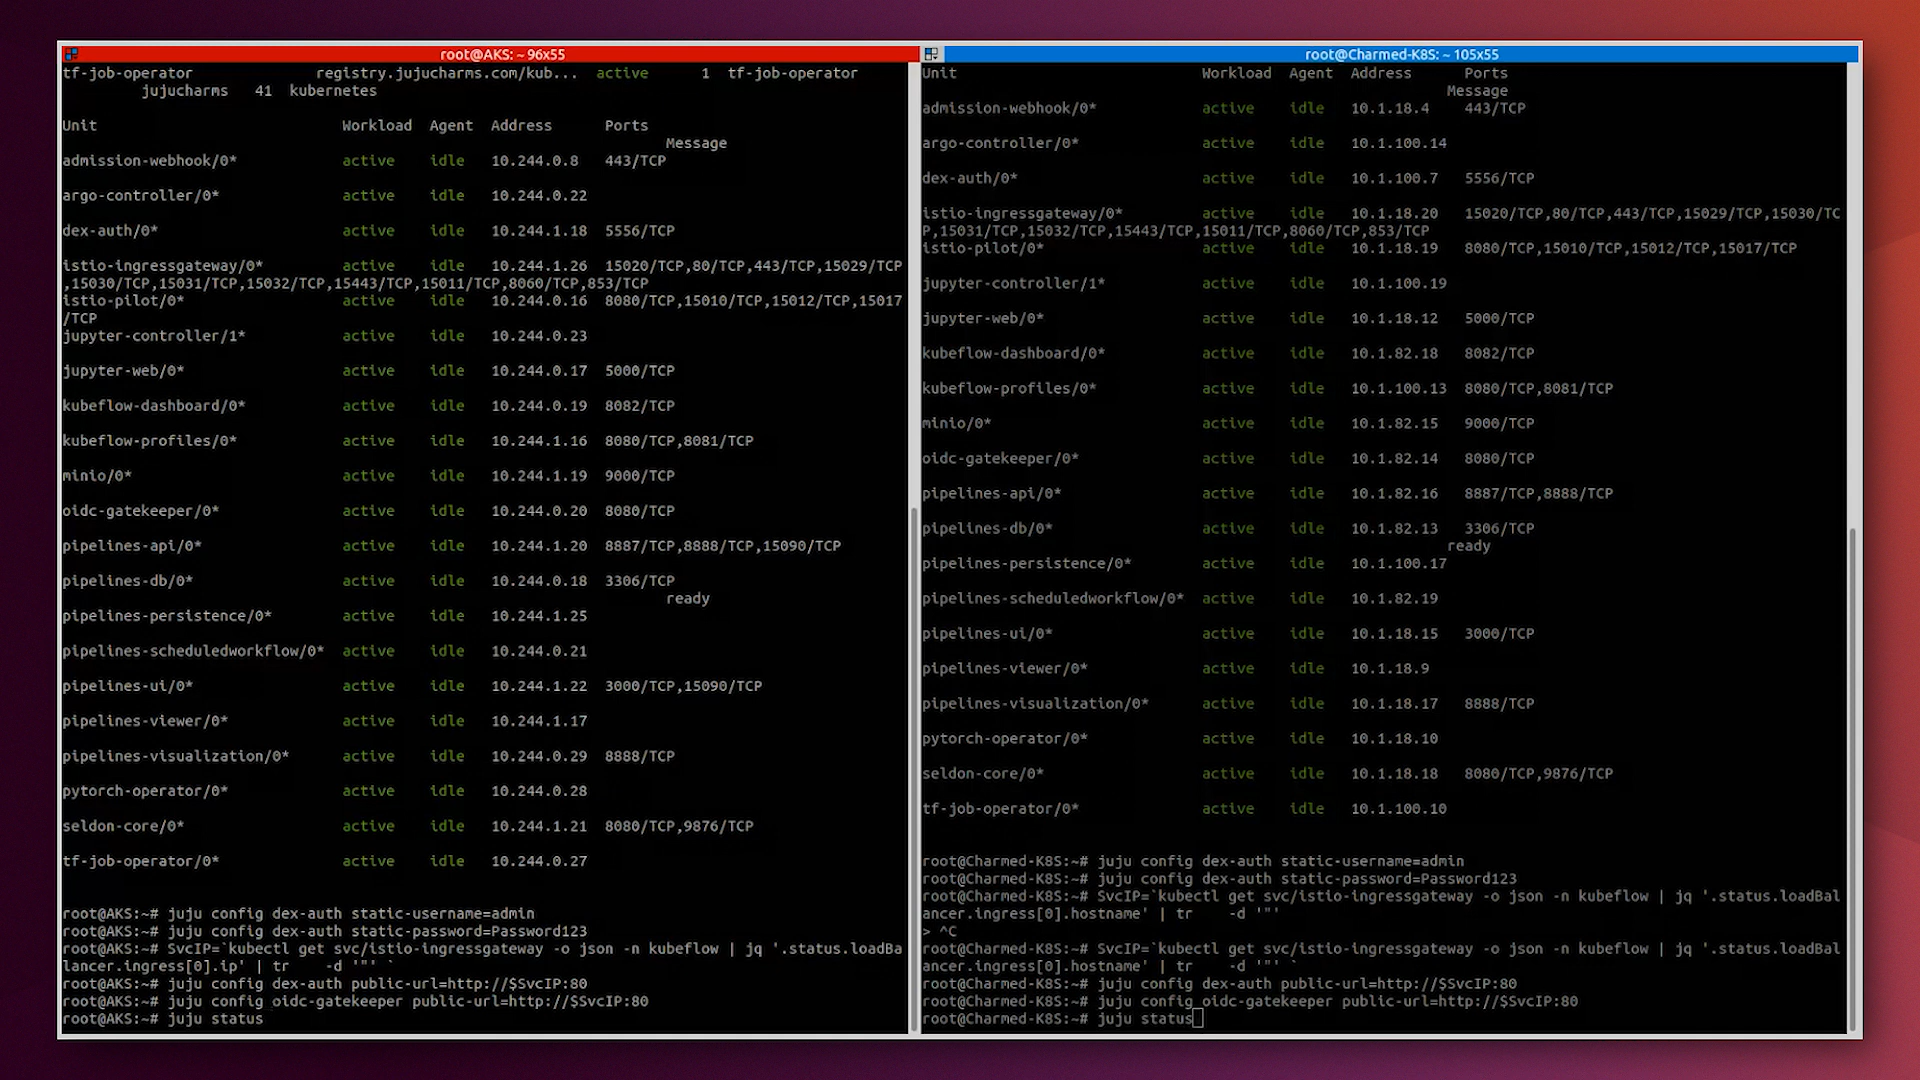 root@AKS: ~ 96x55
tf-job-operator registry.jujucharms.com/kub... active 1 tf-job-operator
jujucharms 41 kubernetes
Unit Workload Agent Address Ports
Message
admission-webhook/0* active idle 10.244.0.8 443/TCP
argo-controller/0* active idle 10.244.0.22
dex-auth/0* active idle 10.244.1.18 5556/TCP
istio-ingressgateway/0* active idle 10.244.1.26 15020/TCP,80/TCP,443/TCP,15029/TCP
,15030/TCP,15031/TCP,15032/TCP,15443/TCP,15011/TCP,8060/TCP,853/TCP
istio-pilot/0* active idle 10.244.0.16 8080/TCP,15010/TCP,15012/TCP,15017
/TCP
jupyter-controller/1* active idle 10.244.0.23
jupyter-web/0* active idle 10.244.0.17 5000/TCP
kubeflow-dashboard/0* active idle 10.244.0.19 8082/TCP
kubeflow-profiles/0* active idle 10.244.1.16 8080/TCP,8081/TCP
minio/0* active idle 10.244.1.19 9000/TCP
oidc-gatekeeper/0* active idle 10.244.0.20 8080/TCP
pipelines-api/0* active idle 10.244.1.20 8887/TCP,8888/TCP,15090/TCP
pipelines-db/0* active idle 10.244.0.18 3306/TCP
ready
pipelines-persistence/0* active idle 10.244.1.25
pipelines-scheduledworkflow/0* active idle 10.244.0.21
pipelines-ui/0* active idle 10.244.1.22 3000/TCP,15090/TCP
pipelines-viewer/0* active idle 10.244.1.17
pipelines-visualization/0* active idle 10.244.0.29 8888/TCP
pytorch-operator/0* active idle 10.244.0.28
seldon-core/0* active idle 10.244.1.21 8080/TCP,9876/TCP
tf-job-operator/0* active idle 10.244.0.27
root@AKS:~# juju config dex-auth static-username=admin
root@AKS:~# juju config dex-auth static-password=Password123
root@AKS:~# SvcIP=`kubectl get svc/istio-ingressgateway -o json -n kubeflow | jq '.status.loadBa
lancer.ingress[0].ip' | tr -d '"' `
root@AKS:~# juju config dex-auth public-url=http://$SvcIP:80
root@AKS:~# juju config oidc-gatekeeper public-url=http://$SvcIP:80
root@AKS:~# juju status
root@Charmed-K8S: ~ 105x55
Unit Workload Agent Address Ports
Message
admission-webhook/0* active idle 10.1.18.4 443/TCP
argo-controller/0* active idle 10.1.100.14
dex-auth/0* active idle 10.1.100.7 5556/TCP
istio-ingressgateway/0* active idle 10.1.18.20 15020/TCP,80/TCP,443/TCP,15029/TCP,15030/TC
P,15031/TCP,15032/TCP,15443/TCP,15011/TCP,8060/TCP,853/TCP
istio-pilot/0* active idle 10.1.18.19 8080/TCP,15010/TCP,15012/TCP,15017/TCP
jupyter-controller/1* active idle 10.1.100.19
jupyter-web/0* active idle 10.1.18.12 5000/TCP
kubeflow-dashboard/0* active idle 10.1.82.18 8082/TCP
kubeflow-profiles/0* active idle 10.1.100.13 8080/TCP,8081/TCP
minio/0* active idle 10.1.82.15 9000/TCP
oidc-gatekeeper/0* active idle 10.1.82.14 8080/TCP
pipelines-api/0* active idle 10.1.82.16 8887/TCP,8888/TCP
pipelines-db/0* active idle 10.1.82.13 3306/TCP
ready
pipelines-persistence/0* active idle 10.1.100.17
pipelines-scheduledworkflow/0* active idle 10.1.82.19
pipelines-ui/0* active idle 10.1.18.15 3000/TCP
pipelines-viewer/0* active idle 10.1.18.9
pipelines-visualization/0* active idle 10.1.18.17 8888/TCP
pytorch-operator/0* active idle 10.1.18.10
seldon-core/0* active idle 10.1.18.18 8080/TCP,9876/TCP
tf-job-operator/0* active idle 10.1.100.10
root@Charmed-K8S:~# juju config dex-auth static-username=admin
root@Charmed-K8S:~# juju config dex-auth static-password=Password123
root@Charmed-K8S:~# SvcIP=`kubectl get svc/istio-ingressgateway -o json -n kubeflow | jq '.status.loadBal
ancer.ingress[0].hostname' | tr -d '"'
> ^C
root@Charmed-K8S:~# SvcIP=`kubectl get svc/istio-ingressgateway -o json -n kubeflow | jq '.status.loadBal
ancer.ingress[0].hostname' | tr -d '"' `
root@Charmed-K8S:~# juju config dex-auth public-url=http://$SvcIP:80
root@Charmed-K8S:~# juju config oidc-gatekeeper public-url=http://$SvcIP:80
root@Charmed-K8S:~# juju status